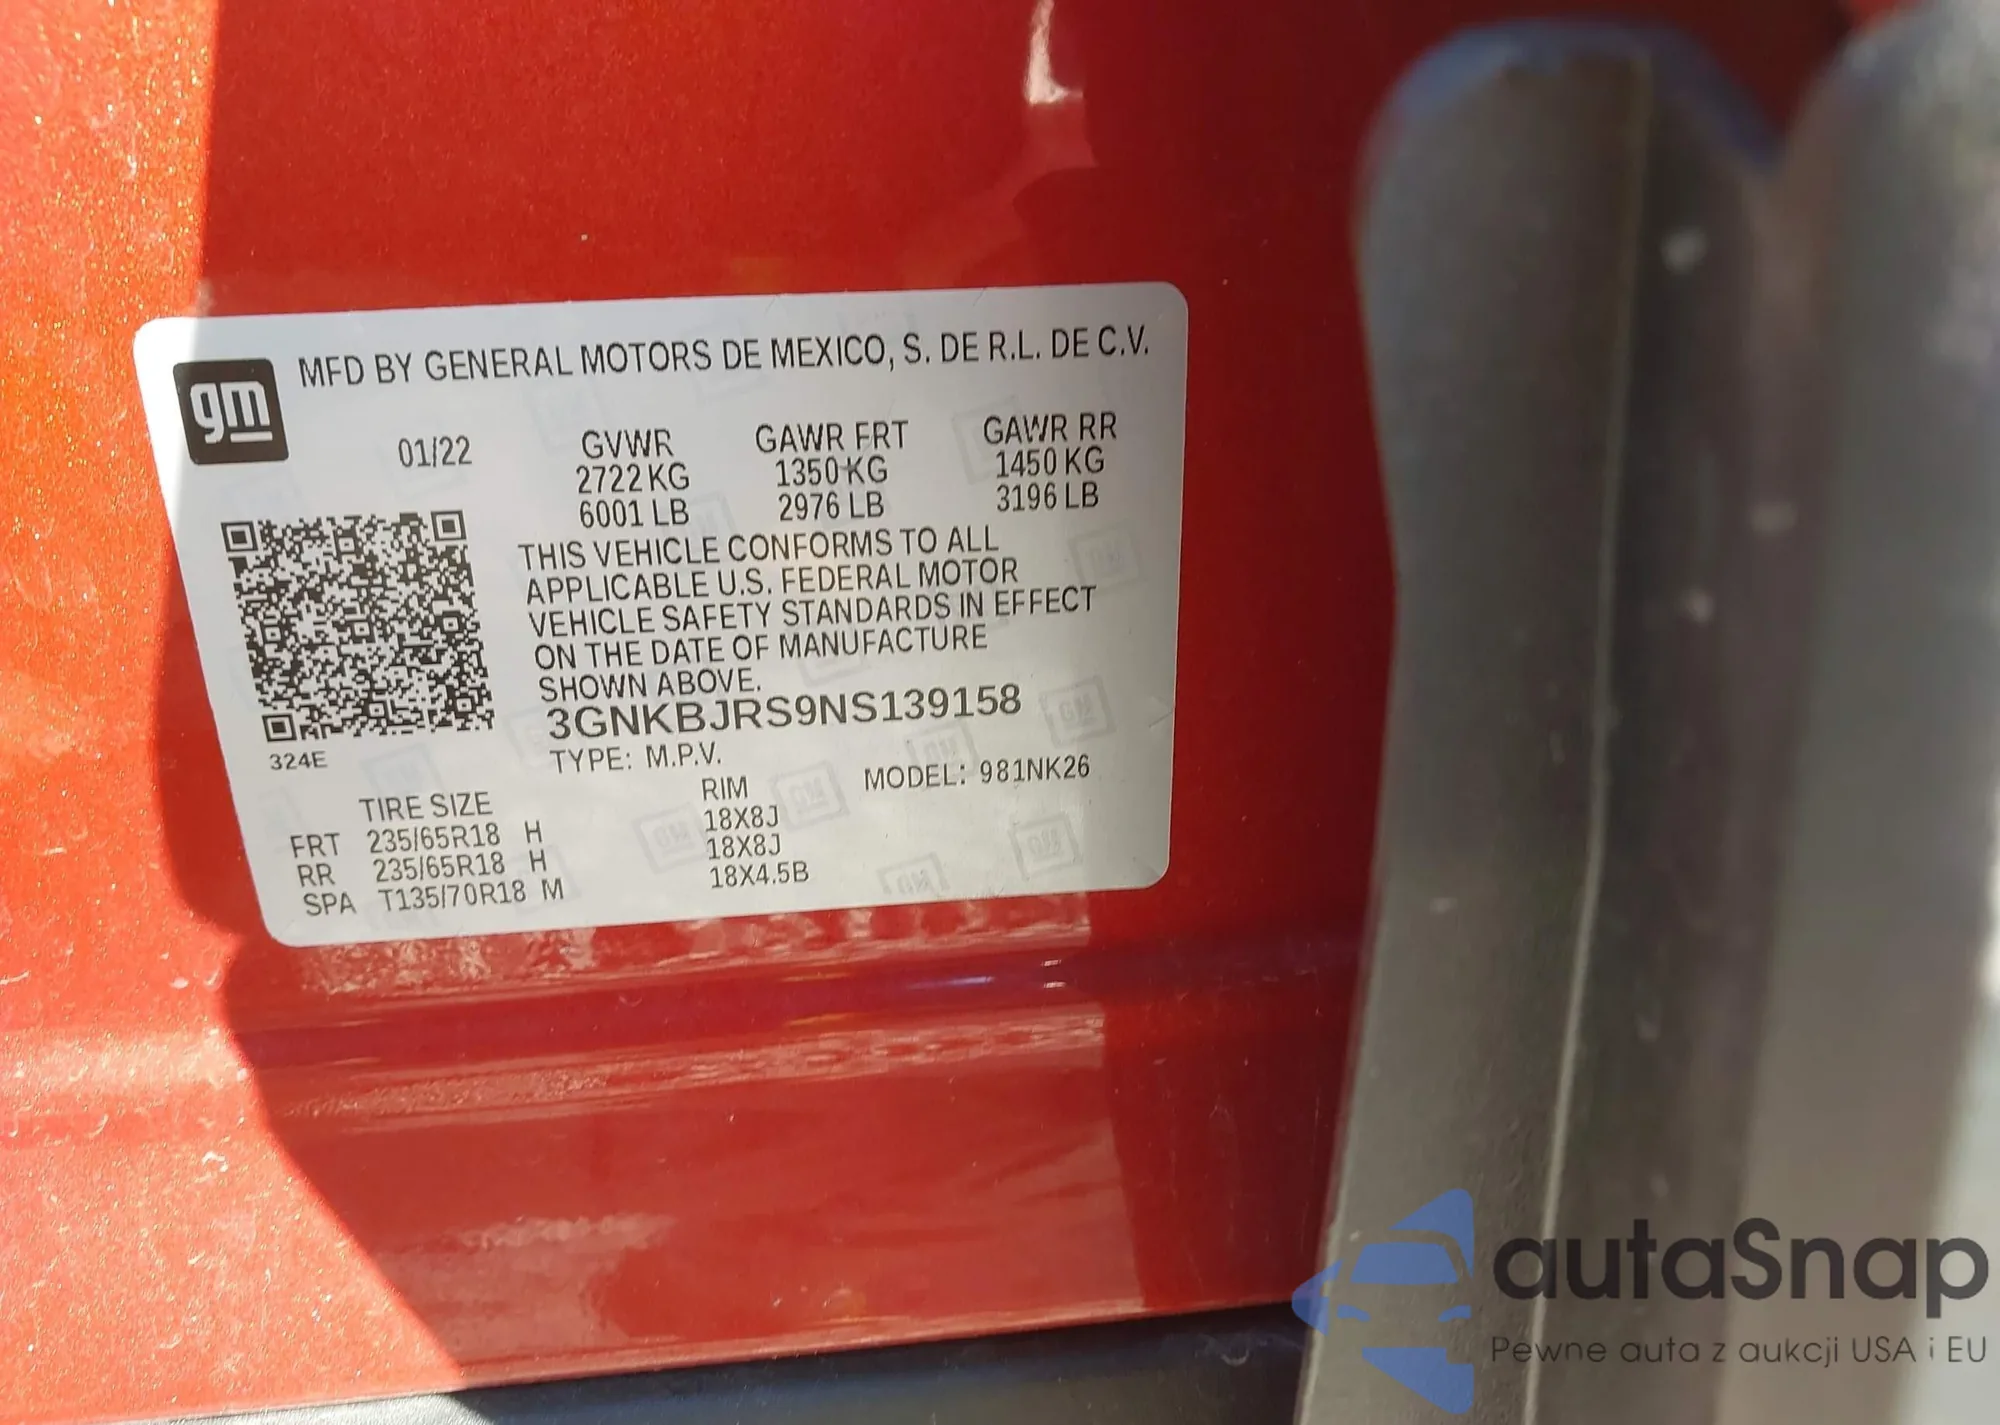 gm
MFD BY GENERAL MOTORS DE MEXICO, S. DE R.L. DE C.V.
01/22
GVWR GAWR FRT GAWR RR
2722 KG 1350 KG 1450 KG
6001 LB 2976 LB 3196 LB
THIS VEHICLE CONFORMS TO ALL
APPLICABLE U.S. FEDERAL MOTOR
VEHICLE SAFETY STANDARDS IN EFFECT
ON THE DATE OF MANUFACTURE
SHOWN ABOVE.
3GNKBJRS9NS139158
324E
TYPE: M.P.V. MODEL: 981NK26
TIRE SIZE RIM
FRT 235/65R18 H 18X8J
RR 235/65R18 H 18X8J
SPA T135/70R18 M 18X4.5B
autaSnap
Pewne auta z aukcji USA i EU